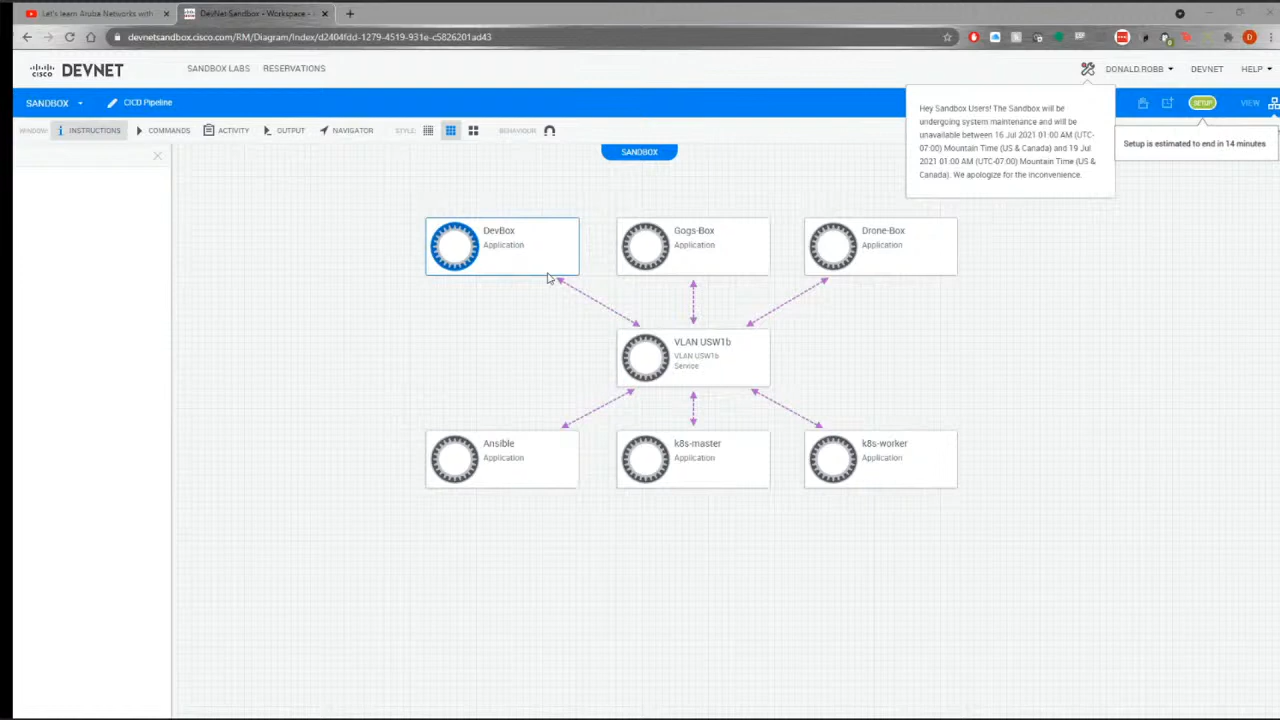 Let's learn Aruba Networks with
DevNet Sandbox - Workspace -
devnetsandbox.cisco.com/RM/Diagram/Index/d2404fdd-1279-4519-931e-c5826201ad43
CISCO DEVNET
SANDBOX LABS
RESERVATIONS
DONALD.ROBB
DEVNET
HELP
SANDBOX
CICD Pipeline
SETUP
VIEW
Hey Sandbox Users! The Sandbox will be
undergoing system maintenance and will be
unavailable between 16 Jul 2021 01:00 AM (UTC-
07:00) Mountain Time (US & Canada) and 19 Jul
2021 01:00 AM (UTC-07:00) Mountain Time (US &
Canada). We apologize for the inconvenience.
Setup is estimated to end in 14 minutes
WINDOW:
INSTRUCTIONS
COMMANDS
ACTIVITY
OUTPUT
NAVIGATOR
STYLE:
BEHAVIOUR
SANDBOX
DevBox
Application
Gogs-Box
Application
Drone-Box
Application
VLAN USW1b
VLAN USW1b
Service
Ansible
Application
k8s-master
Application
k8s-worker
Application